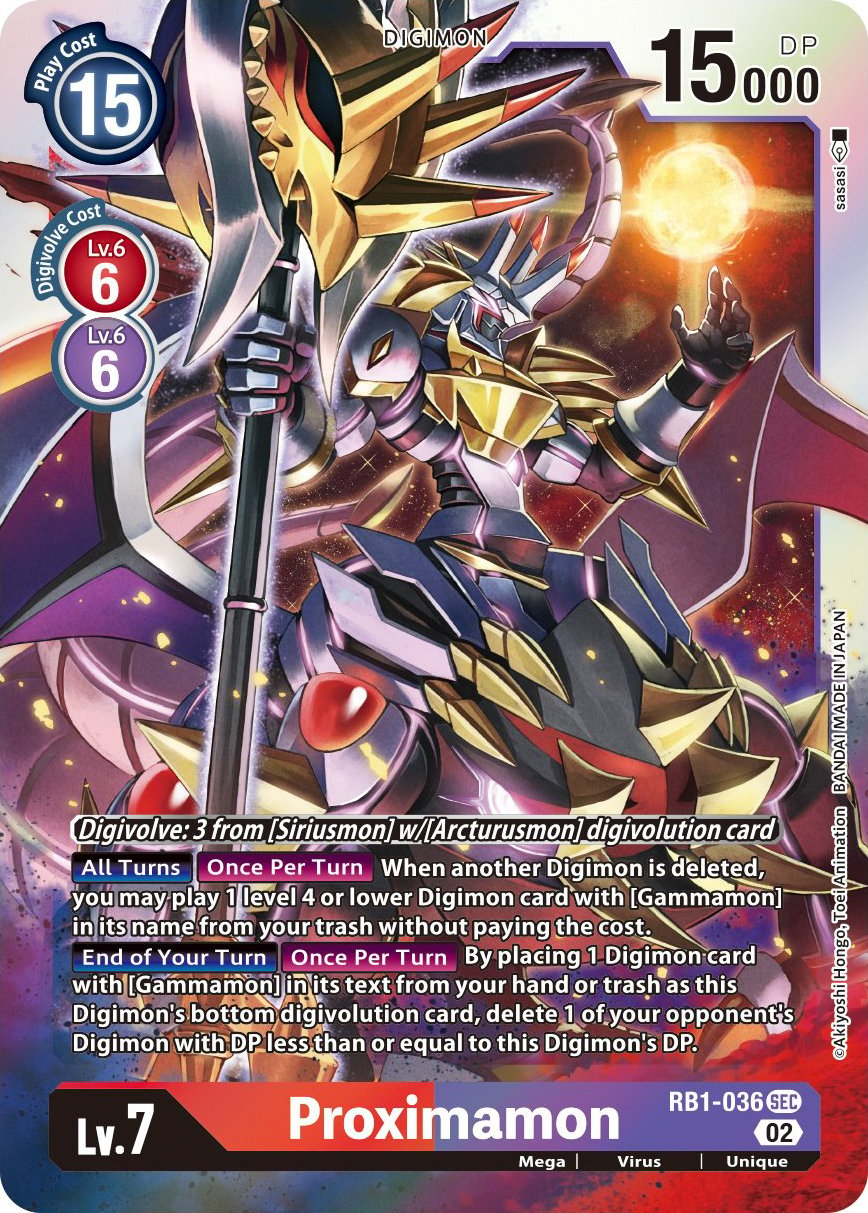 DIGIMON
Play Cost
15
15000
DP
sasasi
Digivolve Cost
Lv.6
6
Lv.6
6
©Akiyoshi Hongo, Toei Animation BANDAI MADE IN JAPAN
Digivolve: 3 from [Siriusmon] w/[Arcturusmon] digivolution card
All Turns Once Per Turn When another Digimon is deleted,
you may play 1 level 4 or lower Digimon card with [Gammamon]
in its name from your trash without paying the cost.
End of Your Turn Once Per Turn By placing 1 Digimon card
with [Gammamon] in its text from your hand or trash as this
Digimon's bottom digivolution card, delete 1 of your opponent's
Digimon with DP less than or equal to this Digimon's DP.
Lv.7
Proximamon
RB1-036 SEC
02
Mega | Virus | Unique